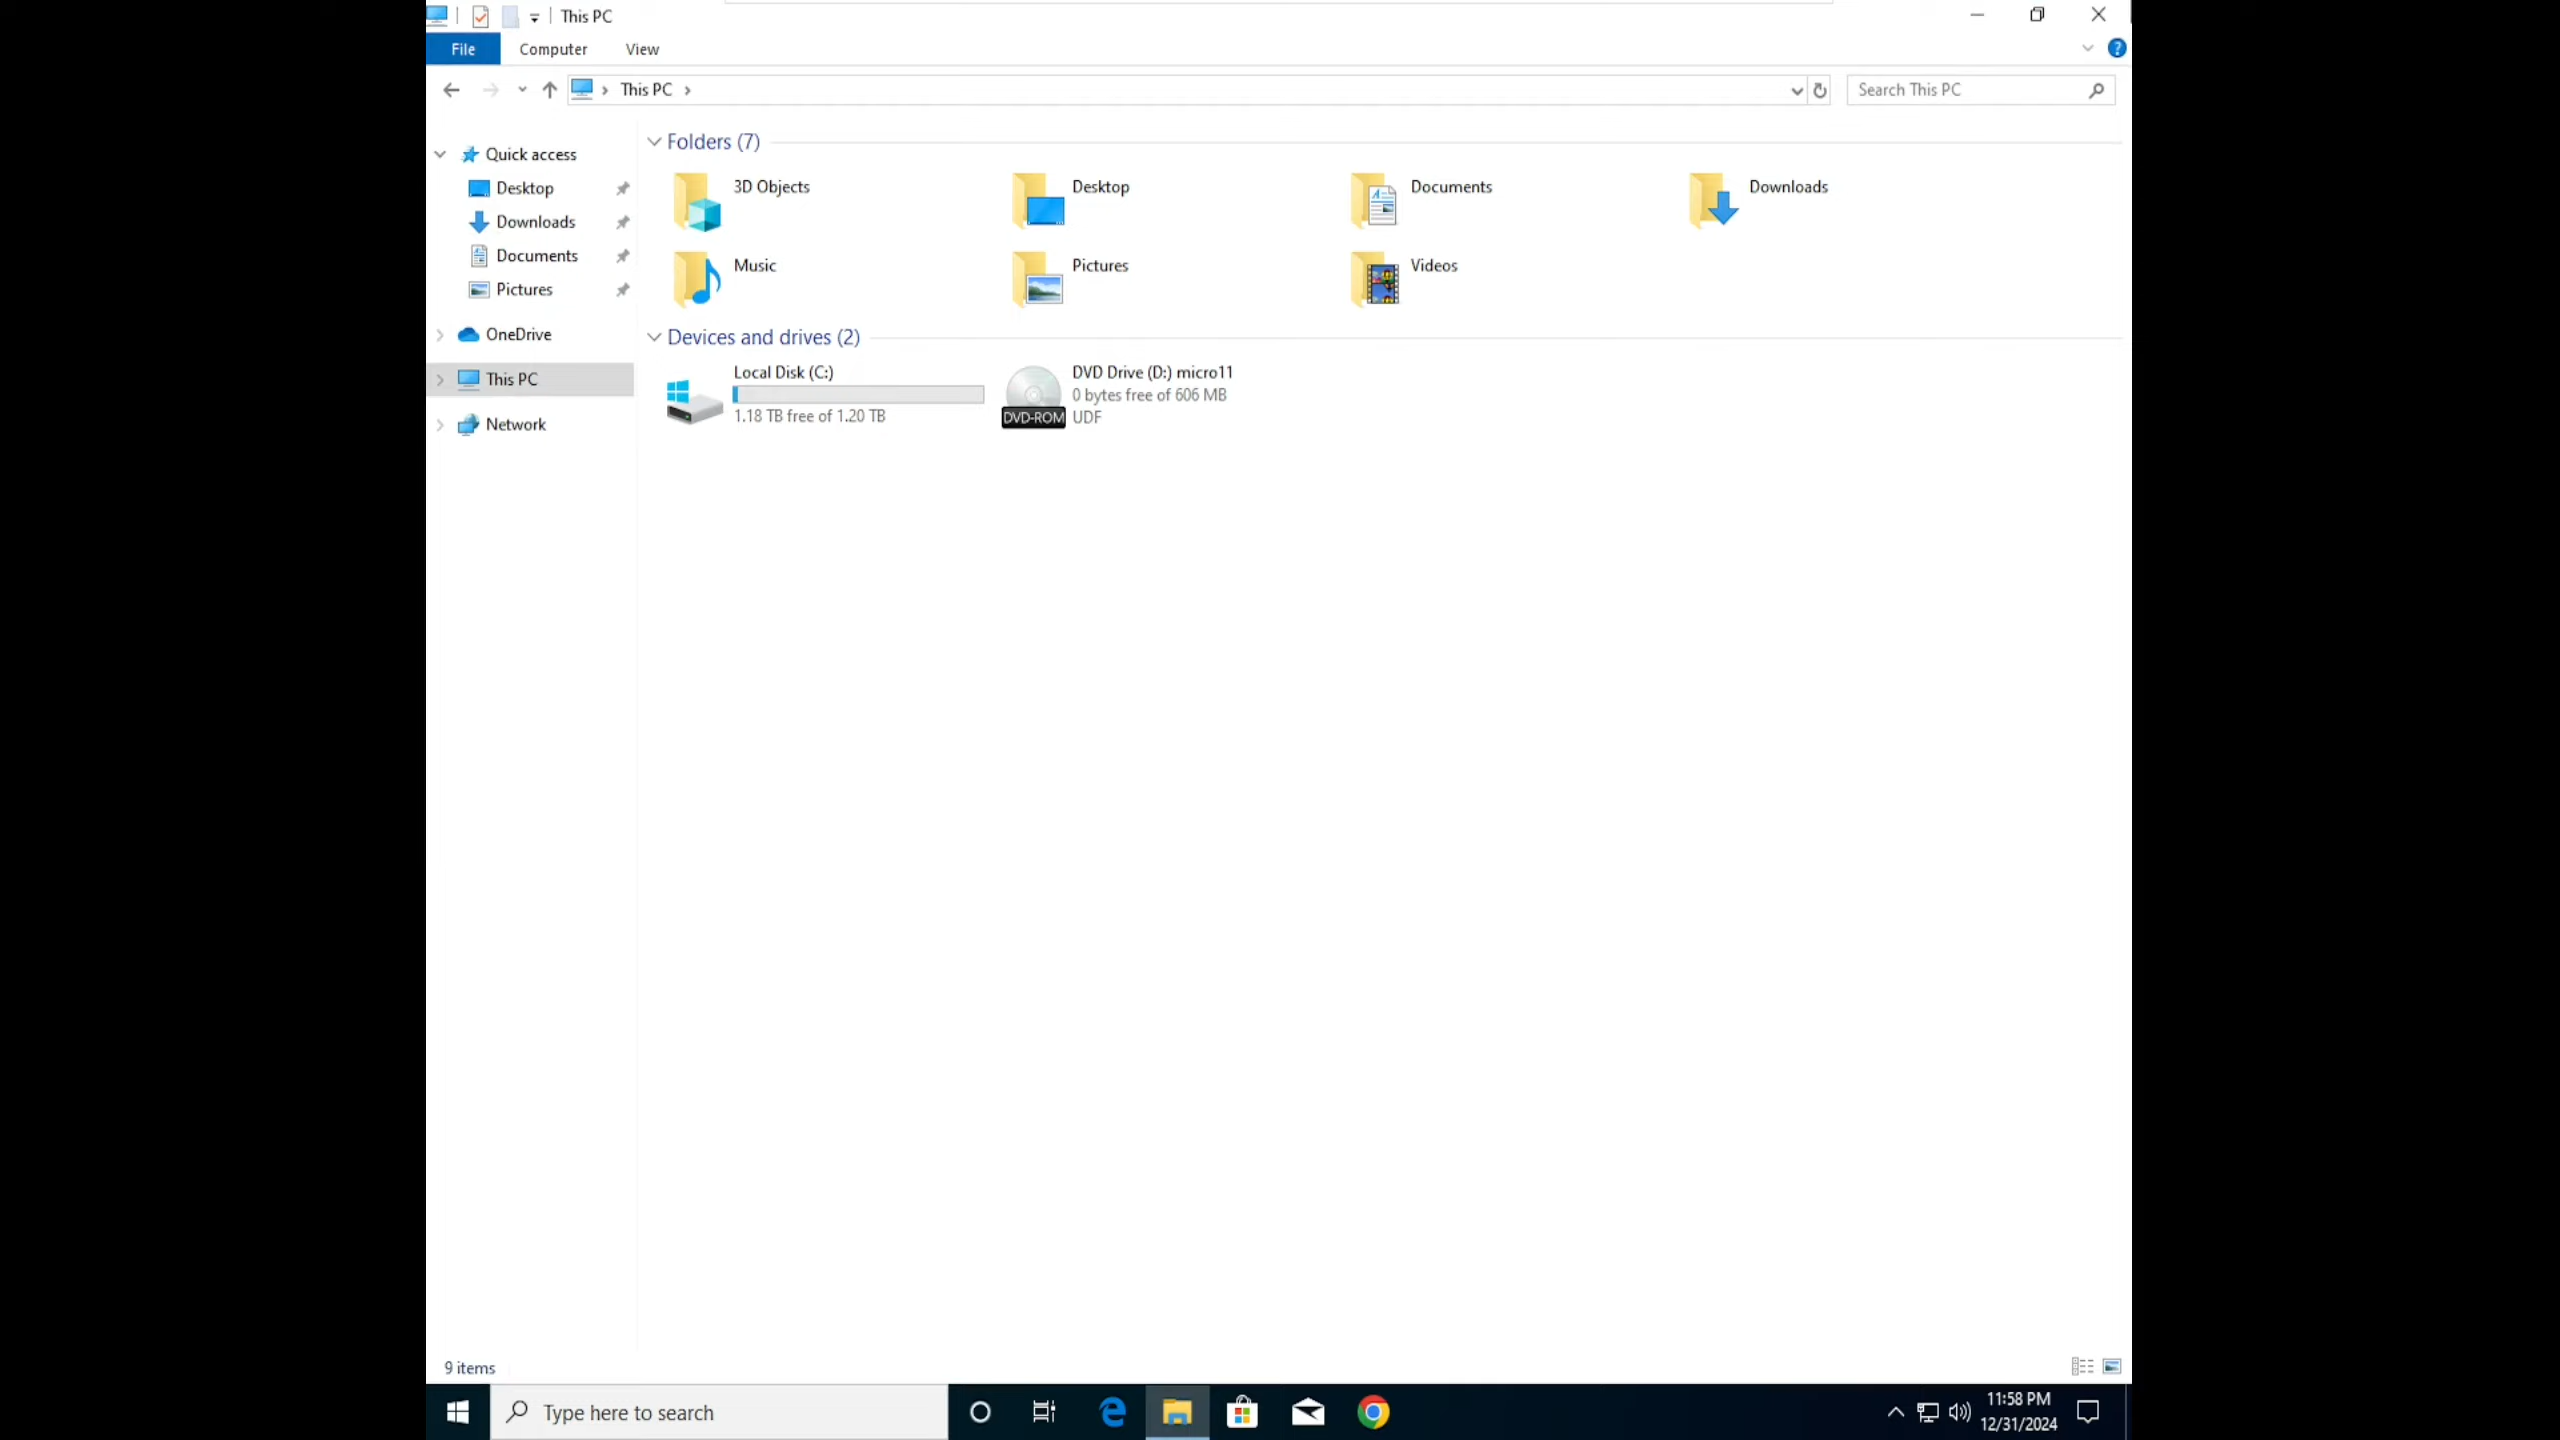 This PC
File Computer View
This PC
Search This PC
Quick access
Desktop
Downloads
Documents
Pictures
OneDrive
This PC
Network
Folders (7)
3D Objects
Desktop
Documents
Downloads
Music
Pictures
Videos
Devices and drives (2)
Local Disk (C:)
1.18 TB free of 1.20 TB
DVD-ROM
DVD Drive (D:) micro11
0 bytes free of 606 MB
UDF
9 items
Type here to search
11:58 PM
12/31/2024